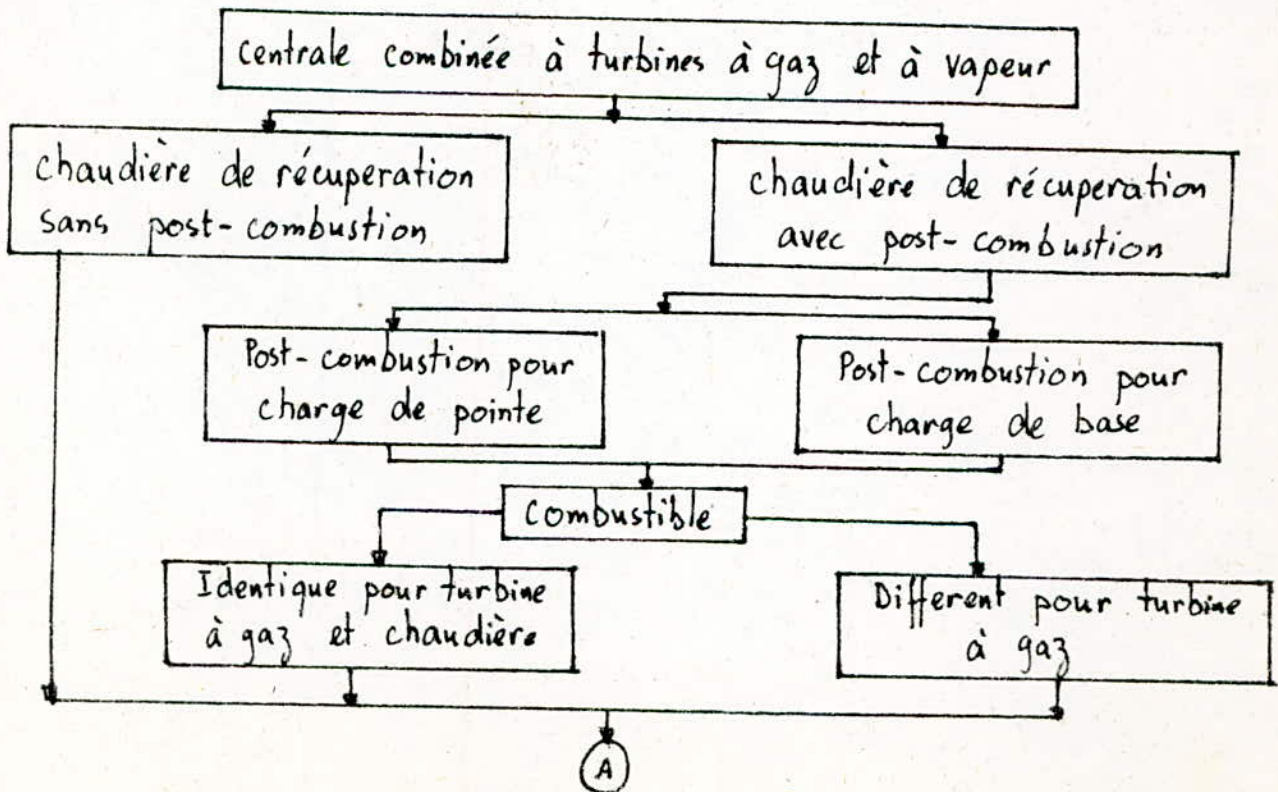 centrale combinée à turbines à gaz et à vapeur
chaudière de récuperation
sans post-combustion
chaudière de récuperation
avec post-combustion
Post-combustion pour
charge de pointe
Post-combustion pour
charge de base
Combustible
Identique pour turbine
à gaz et chaudière
Different pour turbine
à gaz
A